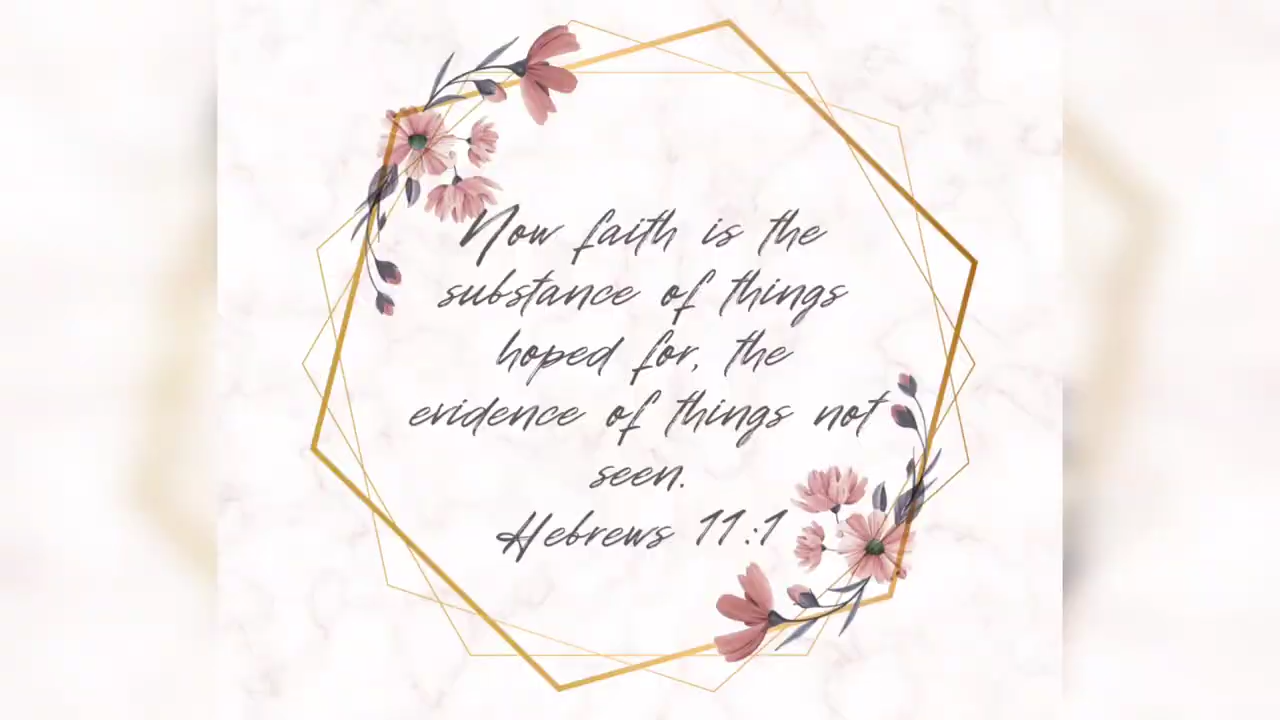 Now faith is the
substance of things
hoped for, the
evidence of things not
seen.
Hebrews 11:1